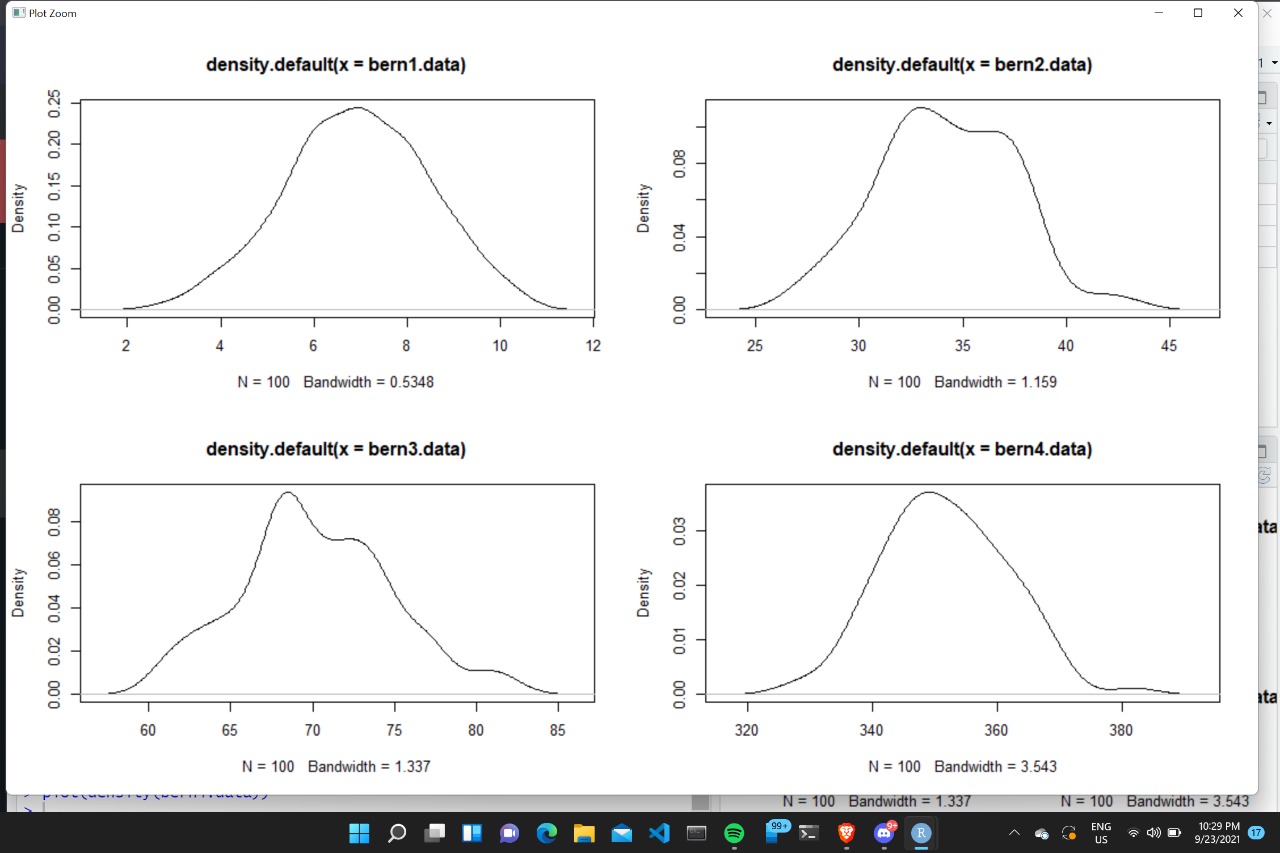 Plot Zoom
density.default(x = bern1.data)
Density
0.00 0.05 0.10 0.15 0.20 0.25
2 4 6 8 10 12
N = 100 Bandwidth = 0.5348
density.default(x = bern2.data)
Density
0.00 0.04 0.08
25 30 35 40 45
N = 100 Bandwidth = 1.159
density.default(x = bern3.data)
Density
0.00 0.02 0.04 0.06 0.08
60 65 70 75 80 85
N = 100 Bandwidth = 1.337
density.default(x = bern4.data)
Density
0.00 0.01 0.02 0.03
320 340 360 380
N = 100 Bandwidth = 3.543
1
ata
ata
> plot(density(bern4.data))
>
N = 100 Bandwidth = 1.337
N = 100 Bandwidth = 3.543
99+
9+
R
ENG
US
10:29 PM
9/23/2021
17